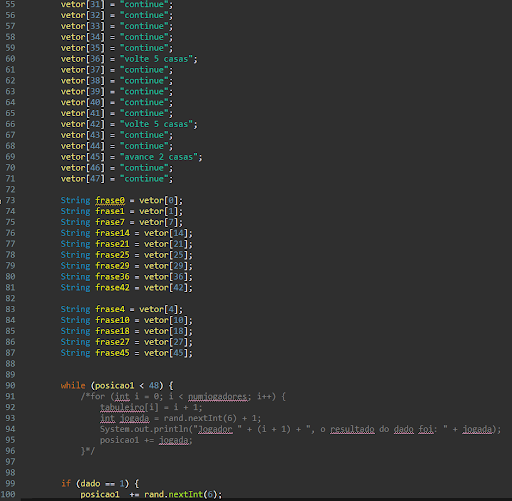 55 vetor[31] = "continue";
56 vetor[32] = "continue";
57 vetor[33] = "continue";
58 vetor[34] = "continue";
59 vetor[35] = "continue";
60 vetor[36] = "volte 5 casas";
61 vetor[37] = "continue";
62 vetor[38] = "continue";
63 vetor[39] = "continue";
64 vetor[40] = "continue";
65 vetor[41] = "continue";
66 vetor[42] = "volte 5 casas";
67 vetor[43] = "continue";
68 vetor[44] = "continue";
69 vetor[45] = "avance 2 casas";
70 vetor[46] = "continue";
71 vetor[47] = "continue";
72
73 String frase0 = vetor[0];
74 String frase1 = vetor[1];
75 String frase7 = vetor[7];
76 String frase14 = vetor[14];
77 String frase21 = vetor[21];
78 String frase25 = vetor[25];
79 String frase29 = vetor[29];
80 String frase36 = vetor[36];
81 String frase42 = vetor[42];
82
83 String frase4 = vetor[4];
84 String frase10 = vetor[10];
85 String frase18 = vetor[18];
86 String frase27 = vetor[27];
87 String frase45 = vetor[45];
88
89
90 while (posicao1 < 48) {
91 /*for (int i = 0; i < numjogadores; i++) {
92 tabuleiro[i] = i + 1;
93 int jogada = rand.nextInt(6) + 1;
94 System.out.println("Jogador " + (i + 1) + ", o resultado do dado foi: " + jogada);
95 posicao1 += jogada;
96 }*/
97
98
99 if (dado == 1) {
100 posicao1 += rand.nextInt(6);